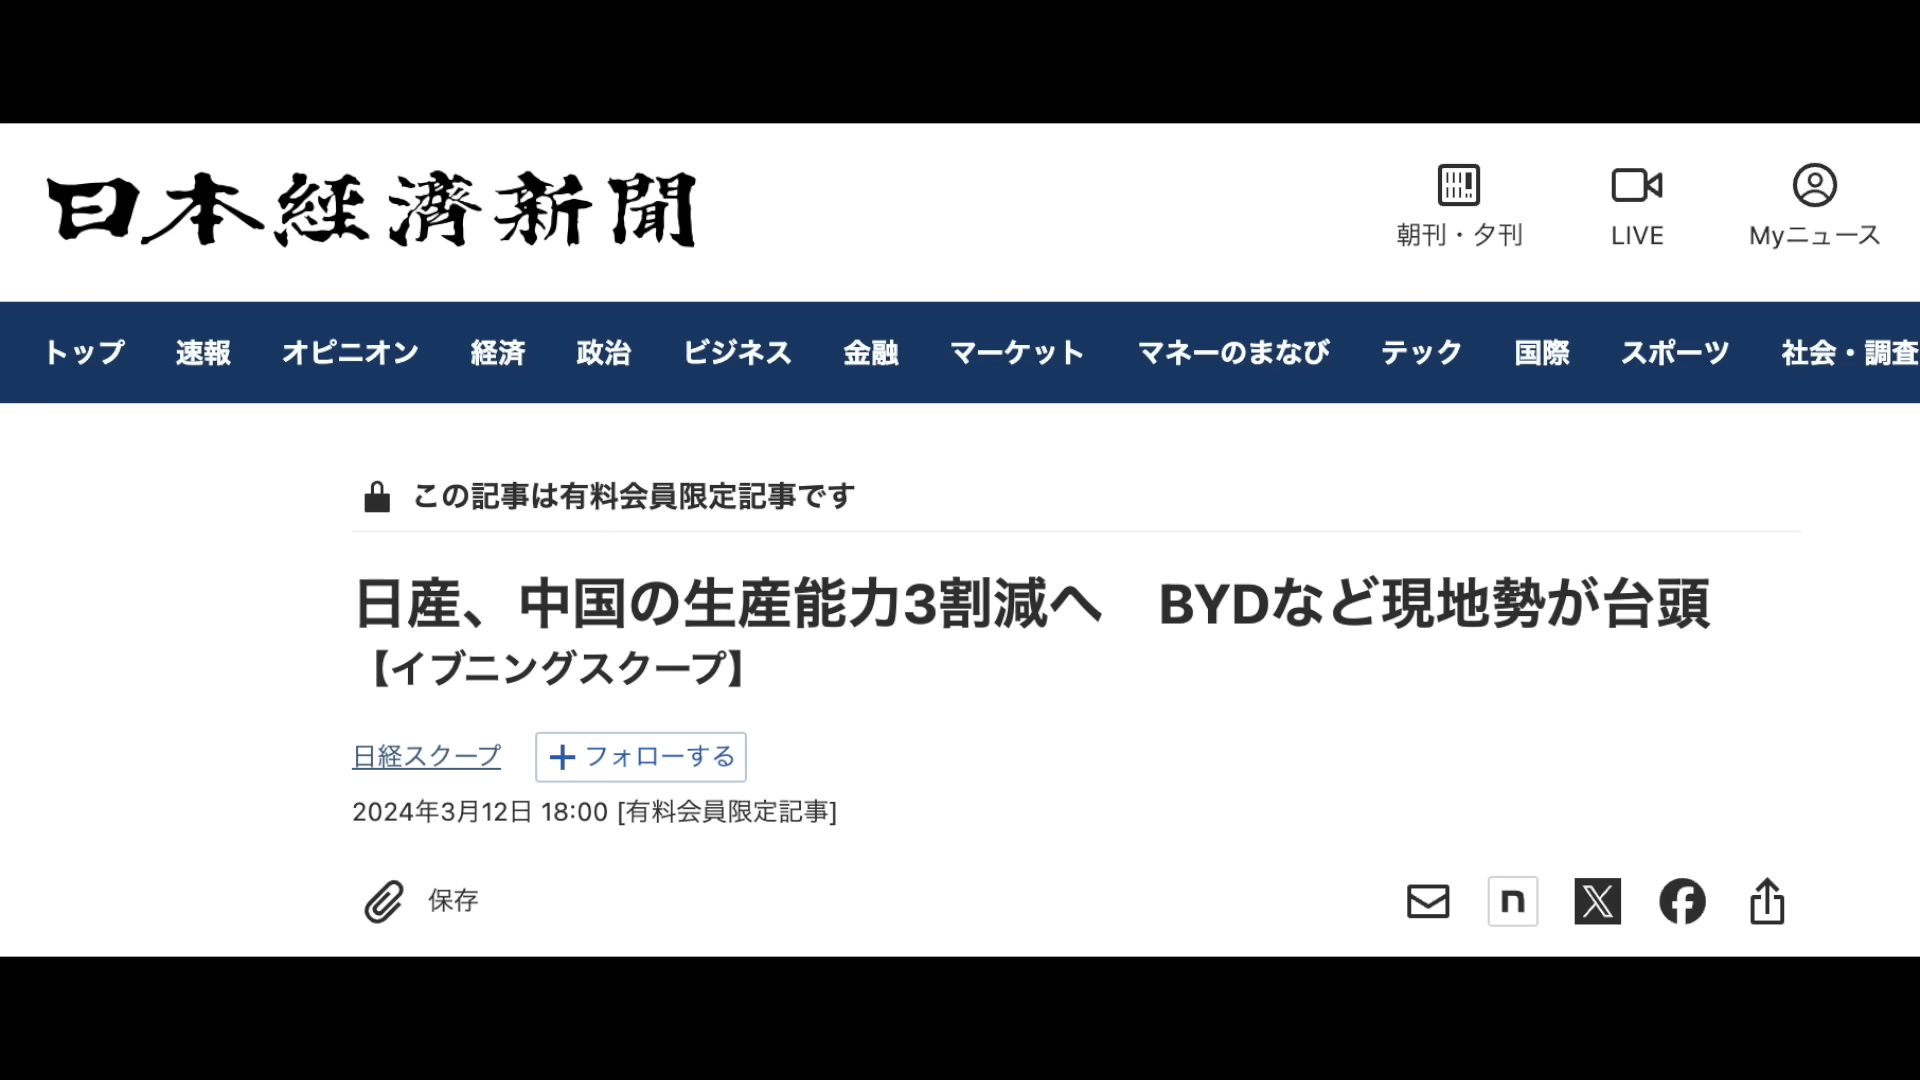 日本経済新聞
朝刊・夕刊 LIVE Myニュース
トップ 速報 オピニオン 経済 政治 ビジネス 金融 マーケット マネーのまなび テック 国際 スポーツ 社会・調査
この記事は有料会員限定記事です
日産、中国の生産能力3割減へ　BYDなど現地勢が台頭
【イブニングスクープ】
日経スクープ ＋フォローする
2024年3月12日 18:00 [有料会員限定記事]
保存